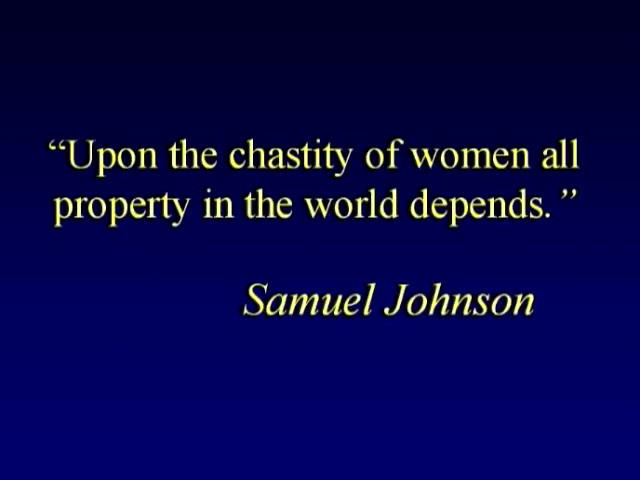 “Upon the chastity of women all
property in the world depends.”
Samuel Johnson